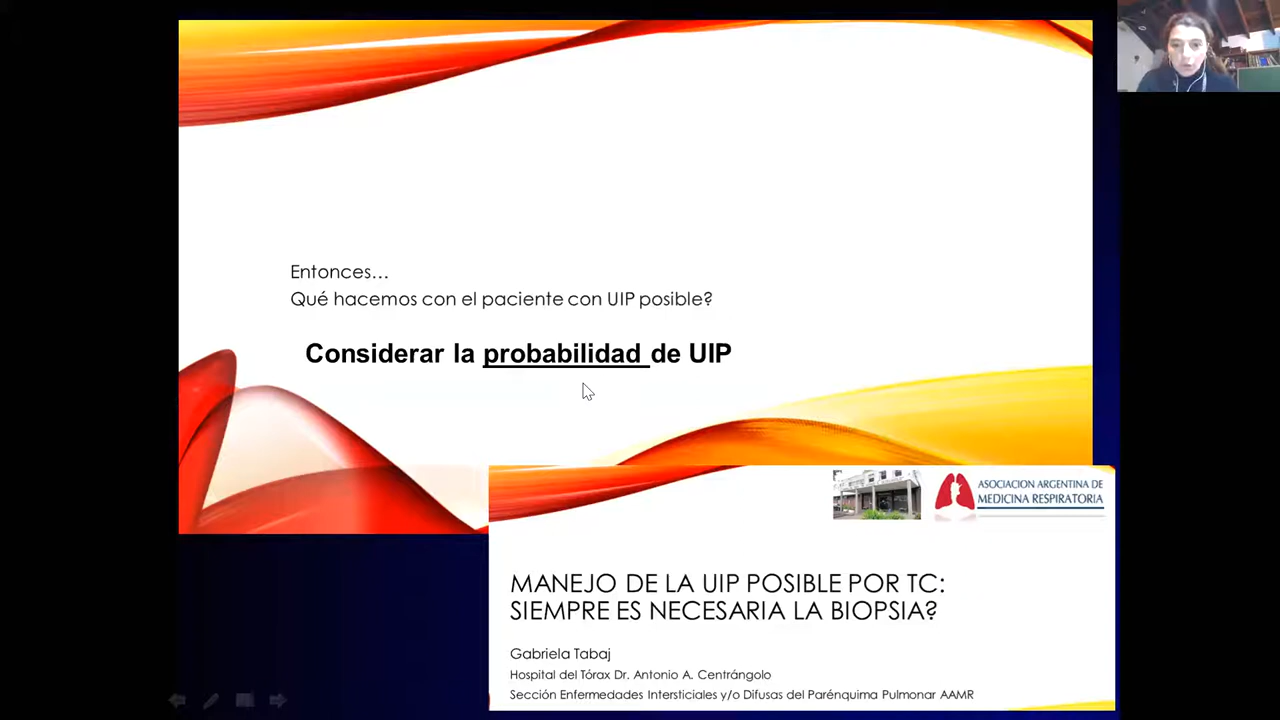 Entonces...
Qué hacemos con el paciente con UIP posible?
Considerar la probabilidad de UIP
ASOCIACION ARGENTINA DE
MEDICINA RESPIRATORIA
MANEJO DE LA UIP POSIBLE POR TC:
SIEMPRE ES NECESARIA LA BIOPSIA?
Gabriela Tabaj
Hospital del Tórax Dr. Antonio A. Centrángolo
Sección Enfermedades Intersticiales y/o Difusas del Parénquima Pulmonar AAMR